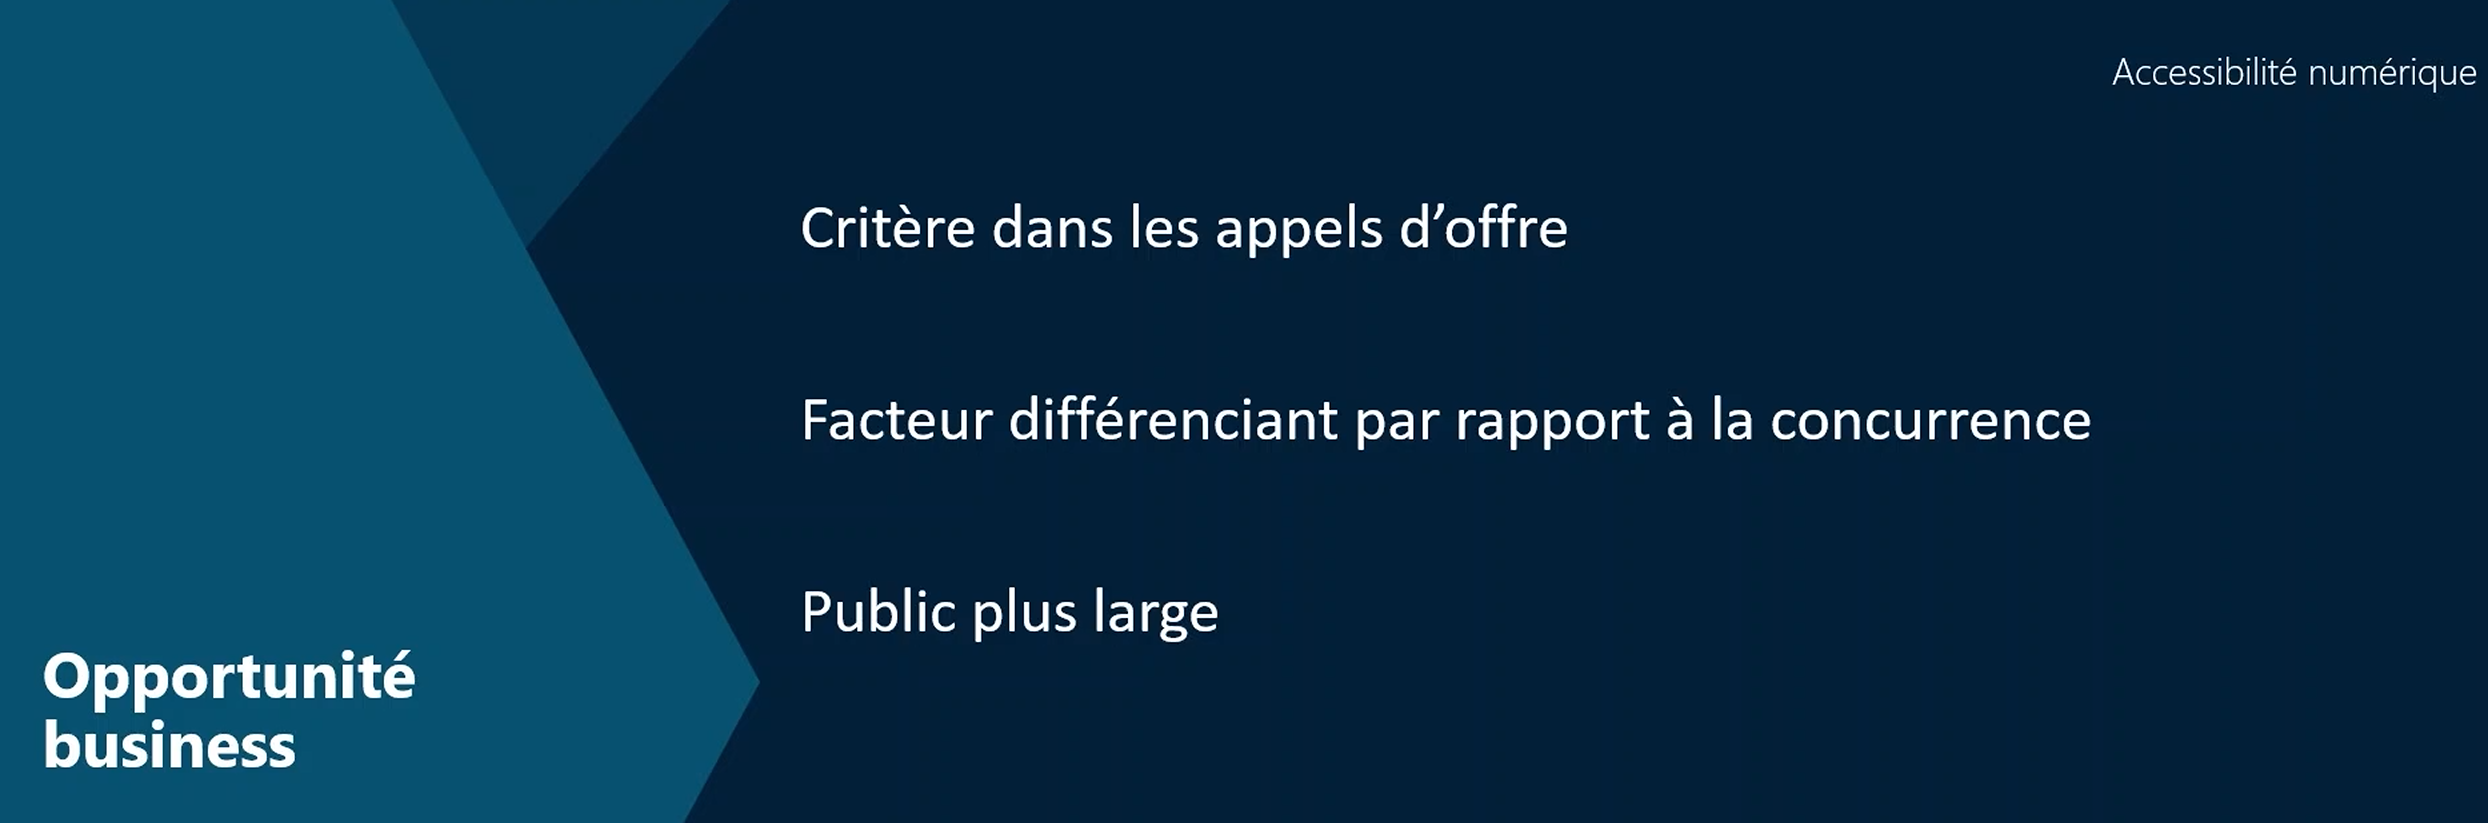 Accessibilité numérique
Critère dans les appels d’offre
Facteur différenciant par rapport à la concurrence
Public plus large
Opportunité
business